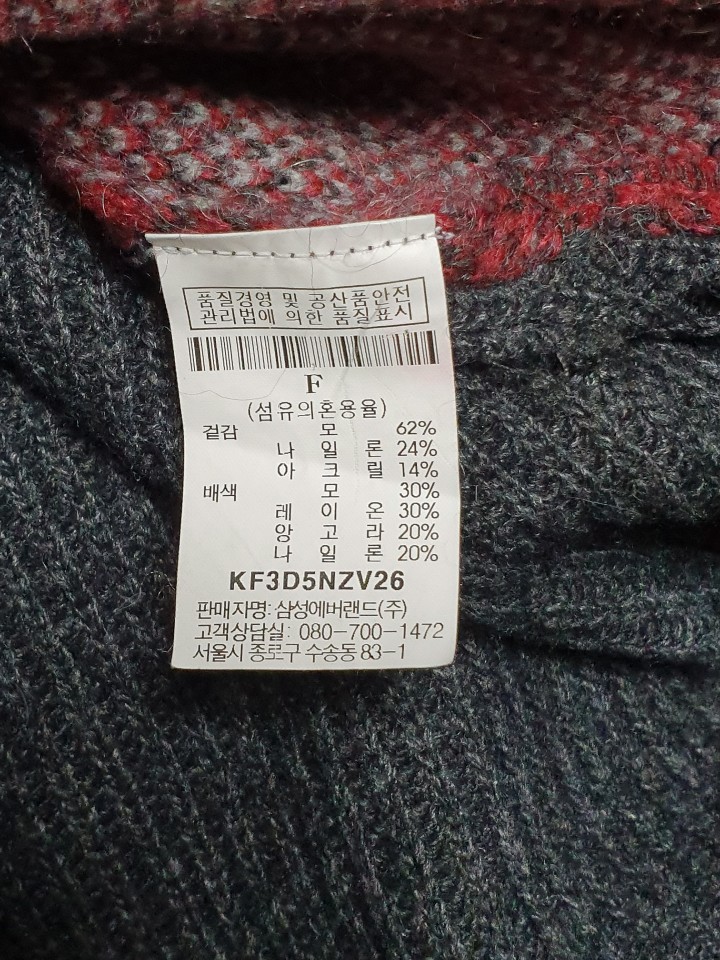 품질경영 및 공산품안전
관리법에 의한 품질표시
F
(섬유의혼용율)
겉감 모 62%
나 일 론 24%
아 크 릴 14%
배색 모 30%
레 이 온 30%
앙 고 라 20%
나 일 론 20%
KF3D5NZV26
판매자명: 삼성에버랜드(주)
고객상담실: 080-700-1472
서울시 종로구 수송동 83-1